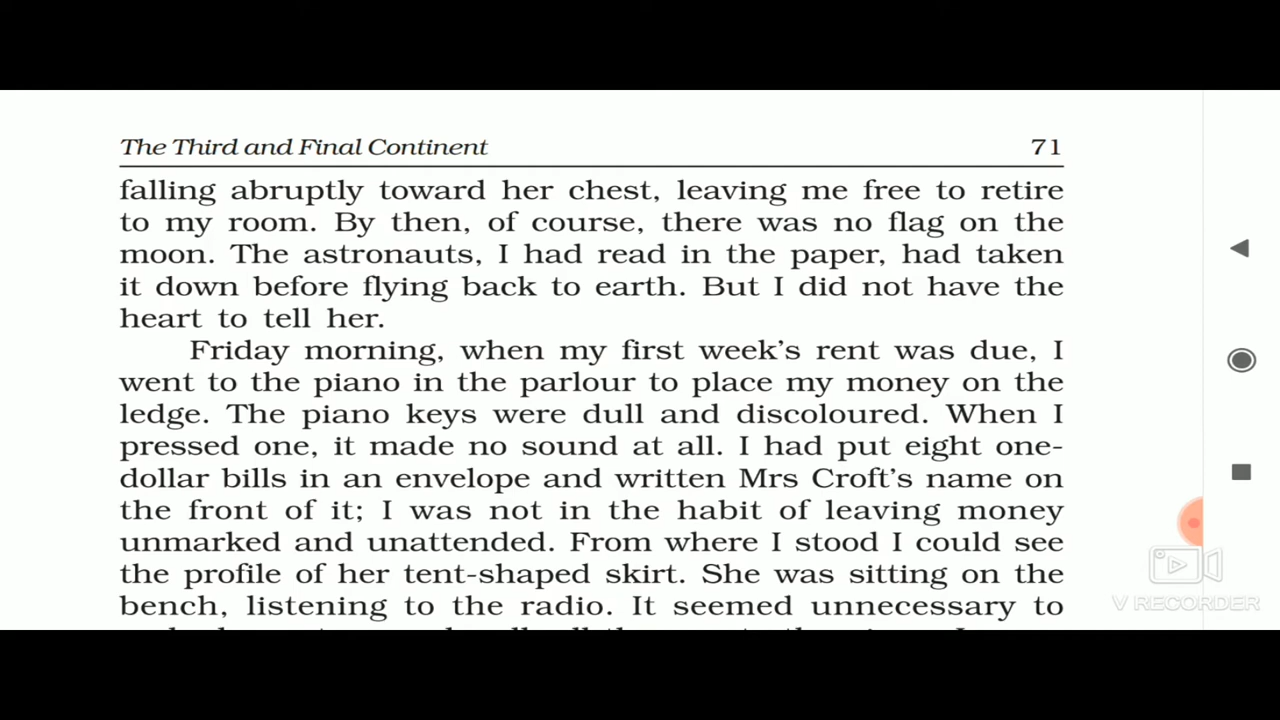 The Third and Final Continent 71
falling abruptly toward her chest, leaving me free to retire
to my room. By then, of course, there was no flag on the
moon. The astronauts, I had read in the paper, had taken
it down before flying back to earth. But I did not have the
heart to tell her.
Friday morning, when my first week's rent was due, I
went to the piano in the parlour to place my money on the
ledge. The piano keys were dull and discoloured. When I
pressed one, it made no sound at all. I had put eight one-
dollar bills in an envelope and written Mrs Croft's name on
the front of it; I was not in the habit of leaving money
unmarked and unattended. From where I stood I could see
the profile of her tent-shaped skirt. She was sitting on the
bench, listening to the radio. It seemed unnecessary to
V RECORDER